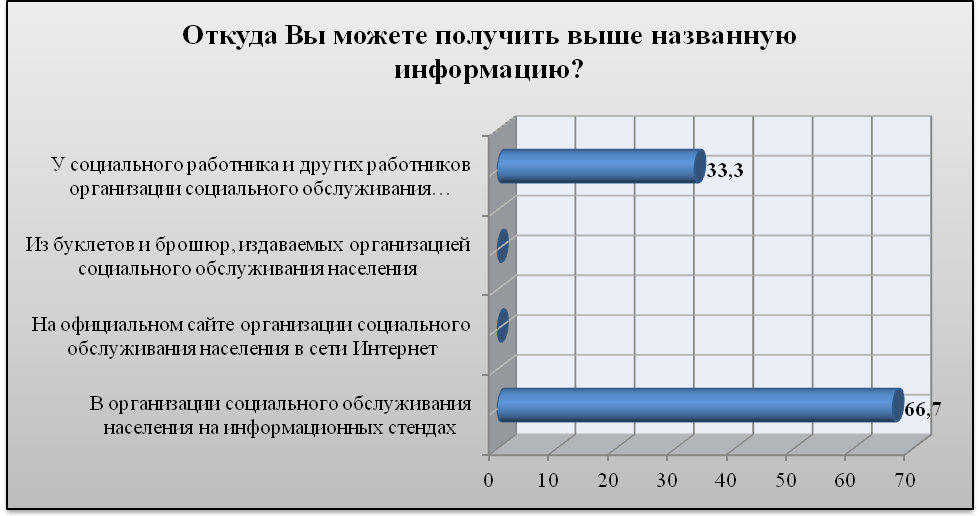 Откуда Вы можете получить выше названную
информацию?
У социального работника и других работников
организации социального обслуживания…
33,3
Из буклетов и брошюр, издаваемых организацией
социального обслуживания населения
На официальном сайте организации социального
обслуживания населения в сети Интернет
В организации социального обслуживания
населения на информационных стендах
66,7
0 10 20 30 40 50 60 70